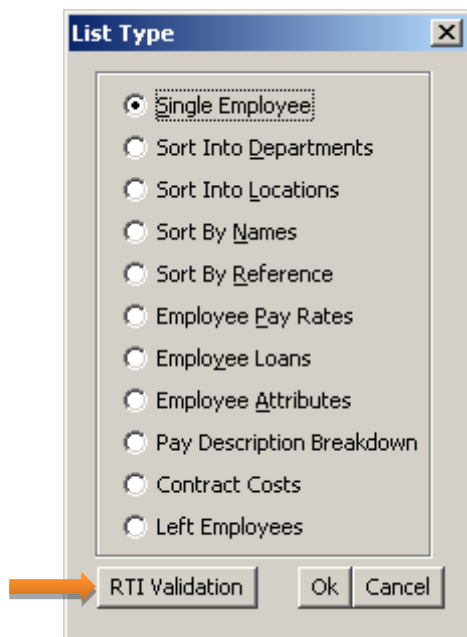 List Type
Single Employee
Sort Into Departments
Sort Into Locations
Sort By Names
Sort By Reference
Employee Pay Rates
Employee Loans
Employee Attributes
Pay Description Breakdown
Contract Costs
Left Employees
RTI Validation Ok Cancel